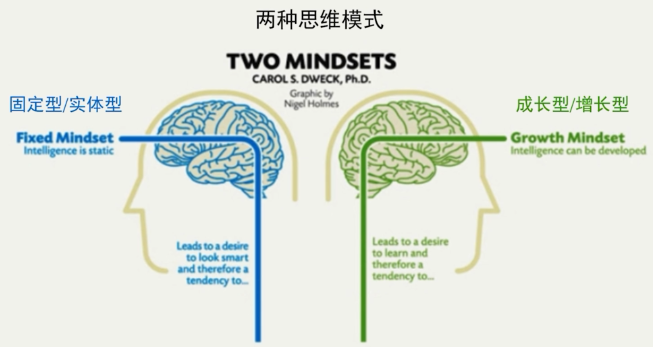 两种思维模式
TWO MINDSETS
CAROL S. DWECK, Ph.D.
Graphic by
Nigel Holmes
固定型/实体型
Fixed Mindset
Intelligence is static
成长型/增长型
Growth Mindset
Intelligence can be developed
Leads to a desire
to look smart
and therefore a
tendency to...
Leads to a desire
to learn and
therefore a
tendency to...